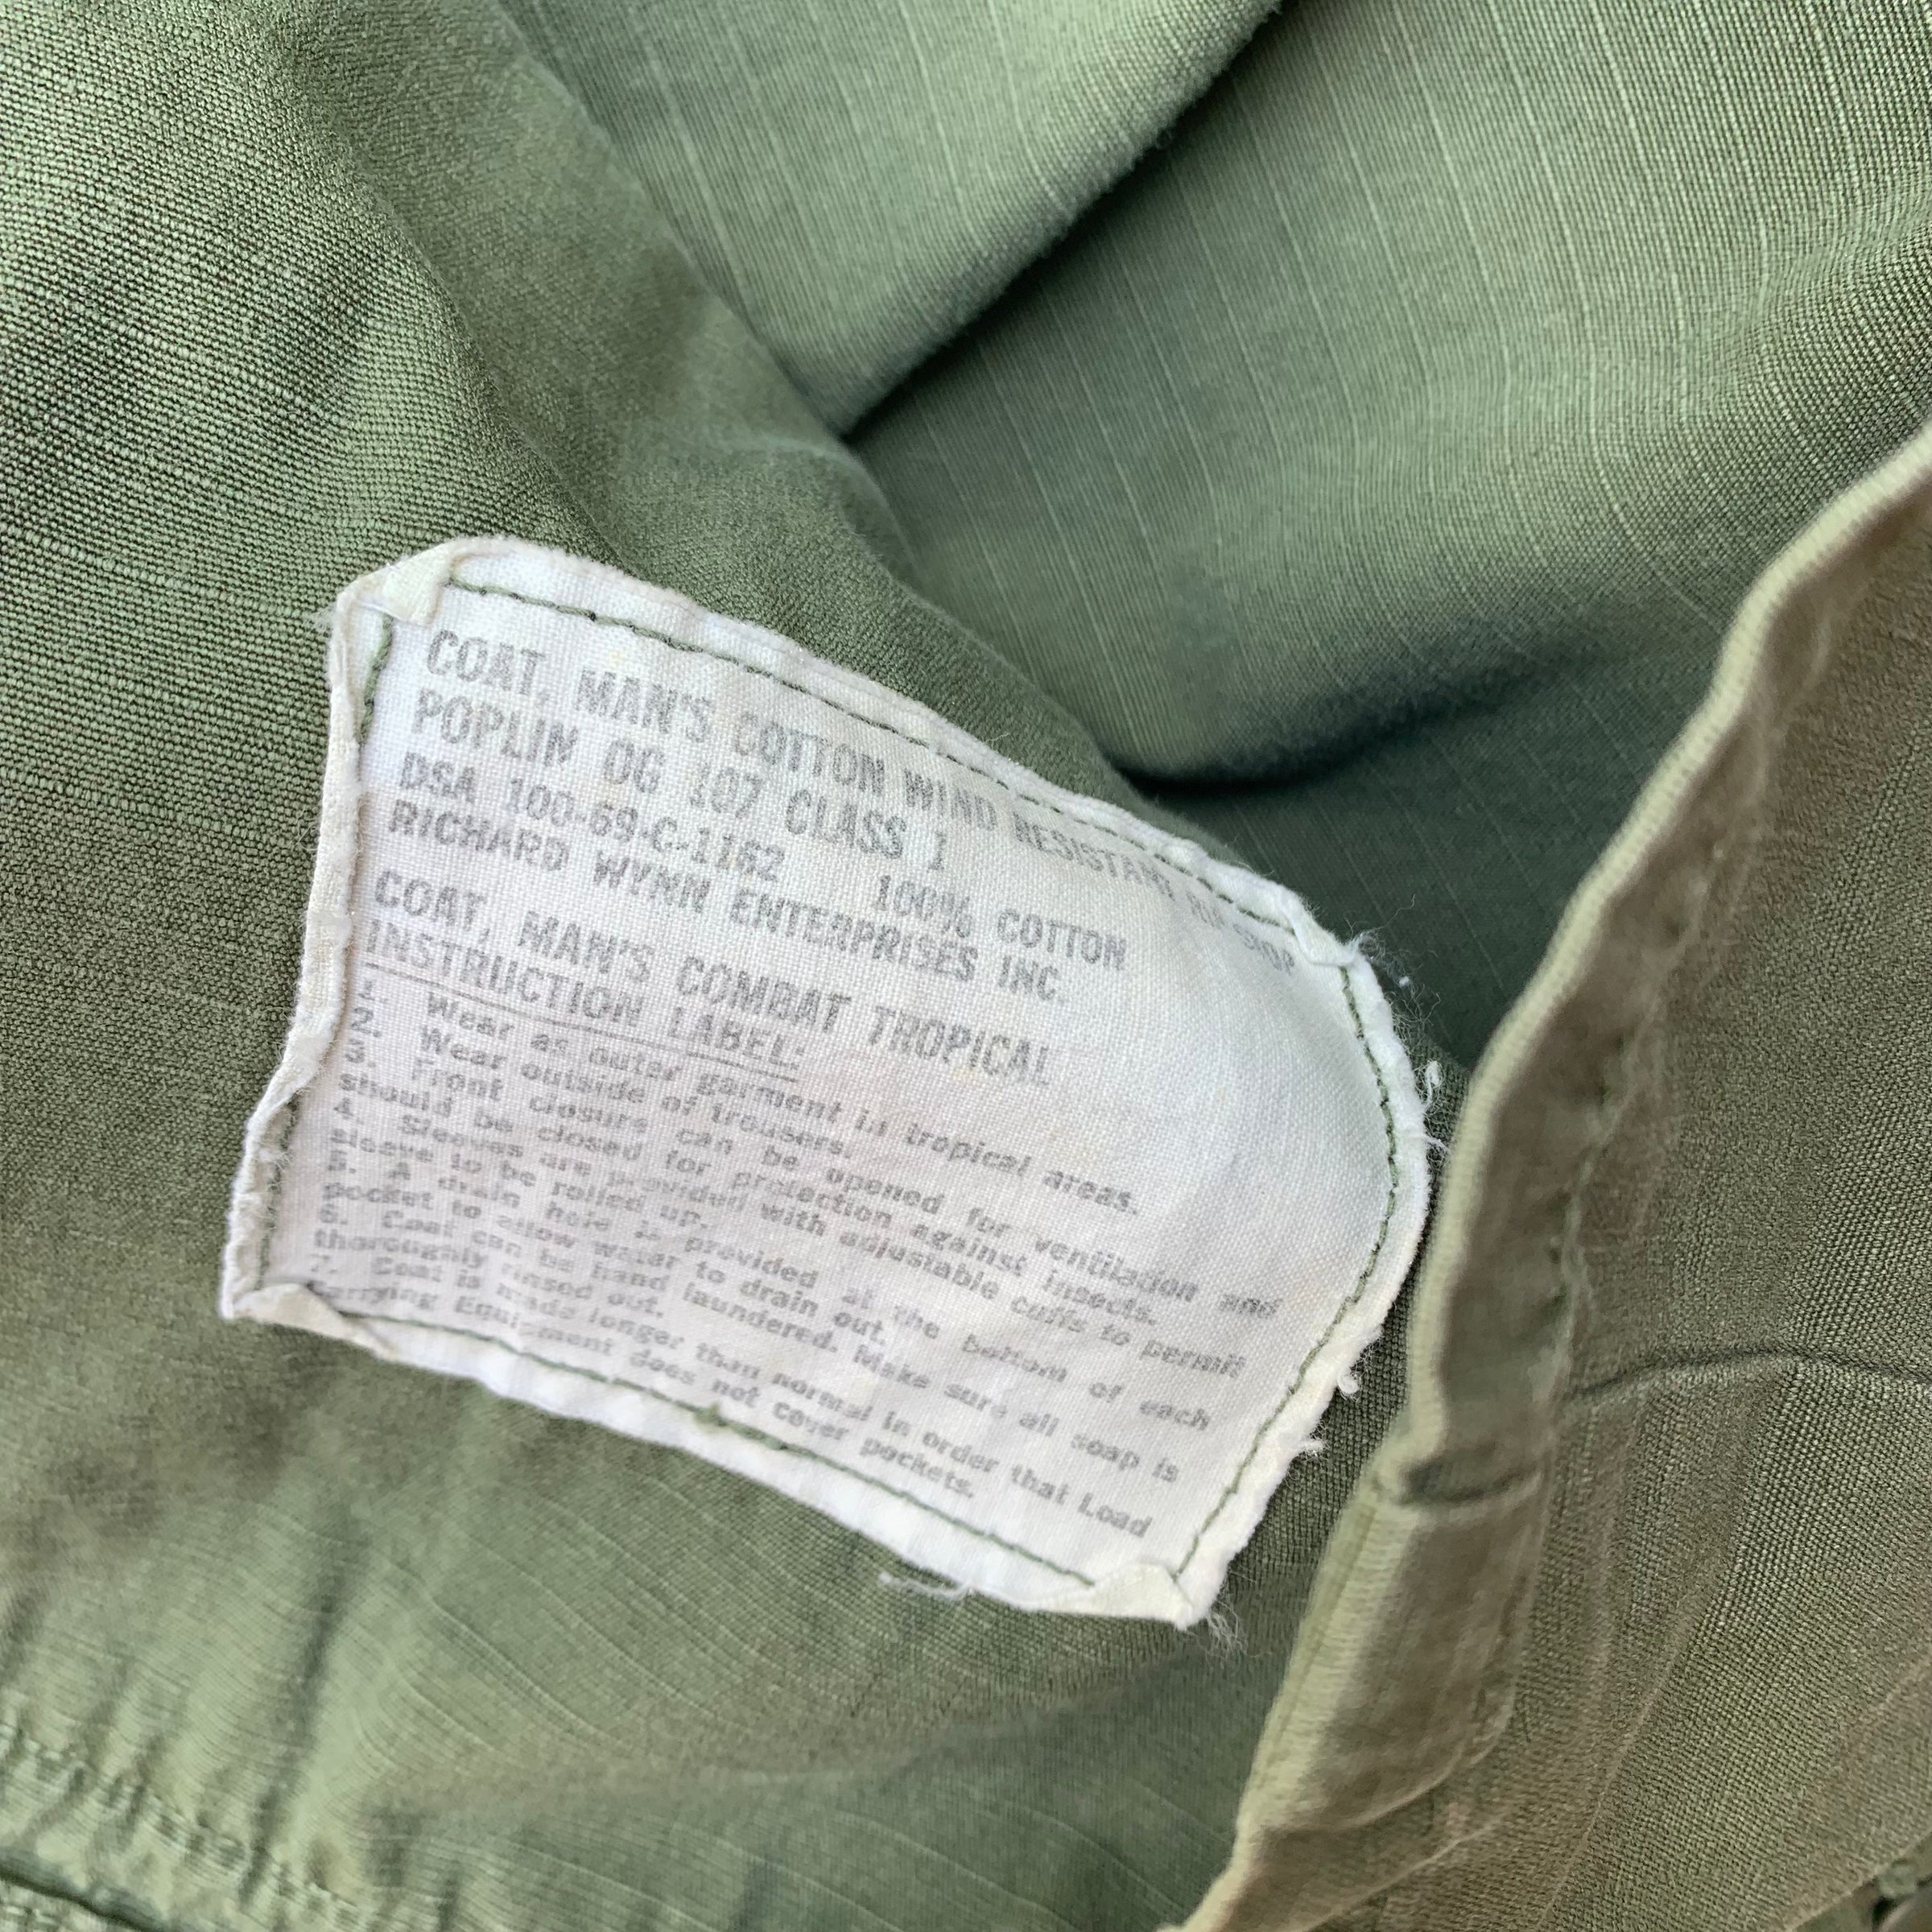 COAT, MAN'S COTTON WIND RESISTANT RIP STOP
POPLIN OG 107 CLASS 1
DSA 100-69-C-1162 100% COTTON
RICHARD WYNN ENTERPRISES INC.
COAT, MAN'S COMBAT TROPICAL
INSTRUCTION LABEL:
1. Wear as outer garment in tropical areas.
2. Wear outside of trousers.
3. Front closure can be opened for ventilation and
should be closed for protection against insects.
4. Sleeves are provided with adjustable cuffs to permit
sleeve to be rolled up.
5. A drain hole is provided at the bottom of each
pocket to allow water to drain out.
6. Coat can be hand laundered. Make sure all soap is
thoroughly rinsed out.
7. Coat is made longer than normal in order that Load
Carrying Equipment does not cover pockets.